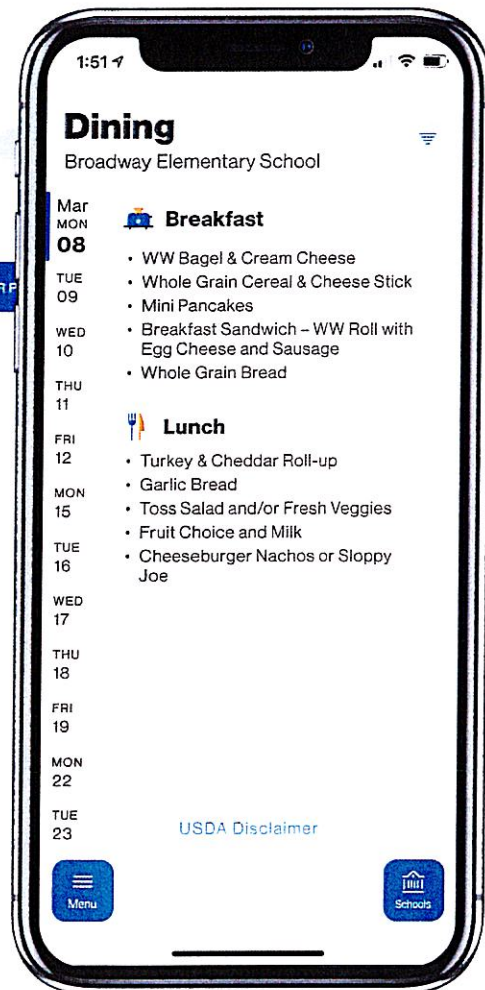 1:51
Dining
Broadway Elementary School
Mar
MON
08
TUE
09
WED
10
THU
11
FRI
12
MON
15
TUE
16
WED
17
THU
18
FRI
19
MON
22
TUE
23
Breakfast
• WW Bagel & Cream Cheese
• Whole Grain Cereal & Cheese Stick
• Mini Pancakes
• Breakfast Sandwich – WW Roll with
Egg Cheese and Sausage
• Whole Grain Bread
Lunch
• Turkey & Cheddar Roll-up
• Garlic Bread
• Toss Salad and/or Fresh Veggies
• Fruit Choice and Milk
• Cheeseburger Nachos or Sloppy
Joe
USDA Disclaimer
Menu
Schools